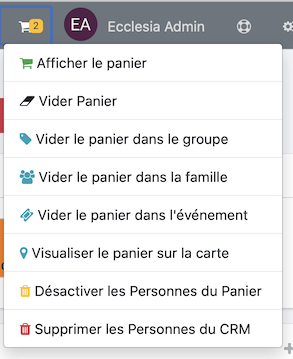 2 EA Ecclesia Admin
Afficher le panier
Vider Panier
Vider le panier dans le groupe
Vider le panier dans la famille
Vider le panier dans l'événement
Visualiser le panier sur la carte
Désactiver les Personnes du Panier
Supprimer les Personnes du CRM